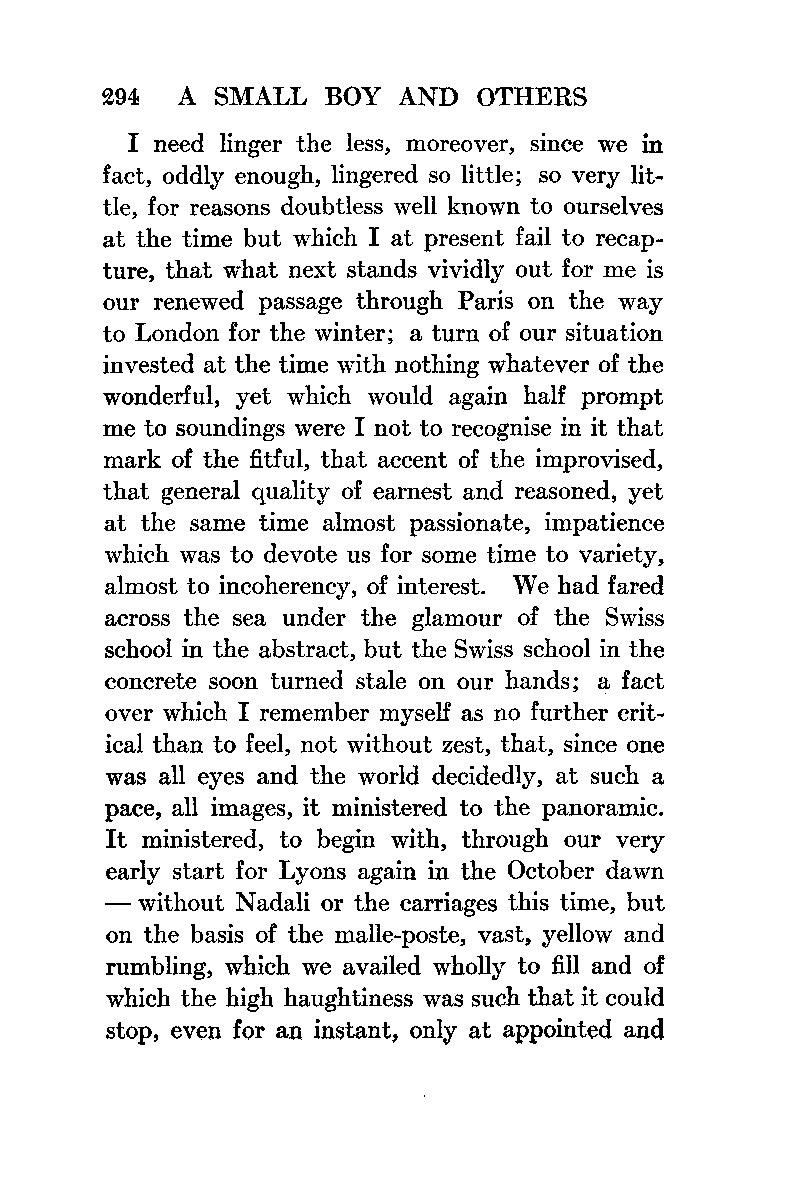 294 A SMALL BOY AND OTHERS
I need linger the less, moreover, since we in
fact, oddly enough, lingered so little; so very lit-
tle, for reasons doubtless well known to ourselves
at the time but which I at present fail to recap-
ture, that what next stands vividly out for me is
our renewed passage through Paris on the way
to London for the winter; a turn of our situation
invested at the time with nothing whatever of the
wonderful, yet which would again half prompt
me to soundings were I not to recognise in it that
mark of the fitful, that accent of the improvised,
that general quality of earnest and reasoned, yet
at the same time almost passionate, impatience
which was to devote us for some time to variety,
almost to incoherency, of interest. We had fared
across the sea under the glamour of the Swiss
school in the abstract, but the Swiss school in the
concrete soon turned stale on our hands; a fact
over which I remember myself as no further crit-
ical than to feel, not without zest, that, since one
was all eyes and the world decidedly, at such a
pace, all images, it ministered to the panoramic.
It ministered, to begin with, through our very
early start for Lyons again in the October dawn
— without Nadali or the carriages this time, but
on the basis of the malle-poste, vast, yellow and
rumbling, which we availed wholly to fill and of
which the high haughtiness was such that it could
stop, even for an instant, only at appointed and